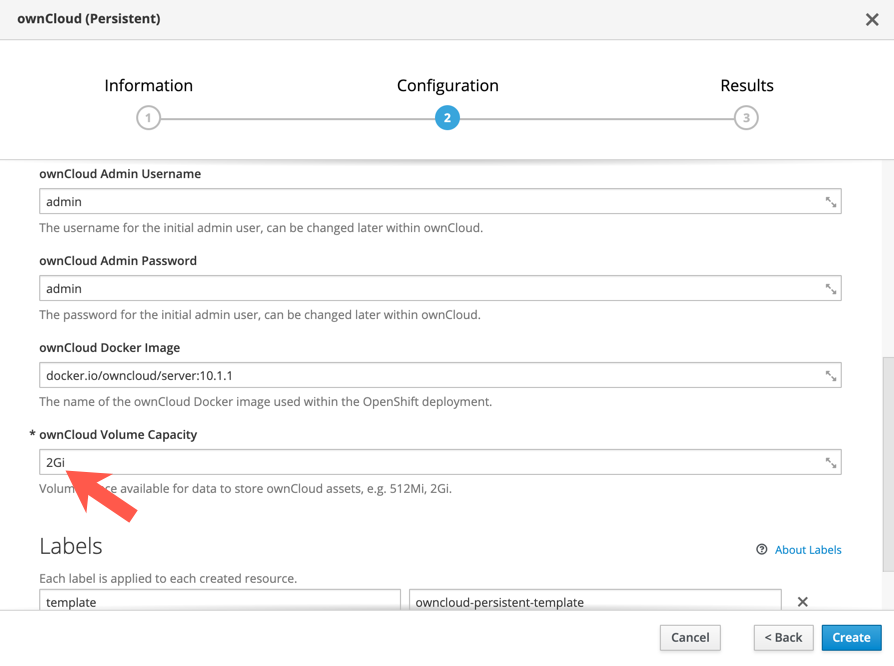 ownCloud (Persistent)
Information Configuration Results
1 2 3
ownCloud Admin Username
admin
The username for the initial admin user, can be changed later within ownCloud.
ownCloud Admin Password
admin
The password for the initial admin user, can be changed later within ownCloud.
ownCloud Docker Image
docker.io/owncloud/server:10.1.1
The name of the ownCloud Docker image used within the OpenShift deployment.
* ownCloud Volume Capacity
2Gi
available for data to store ownCloud assets, e.g. 512Mi, 2Gi.
Labels
About Labels
Each label is applied to each created resource.
template owncloud-persistent-template
Cancel < Back Create